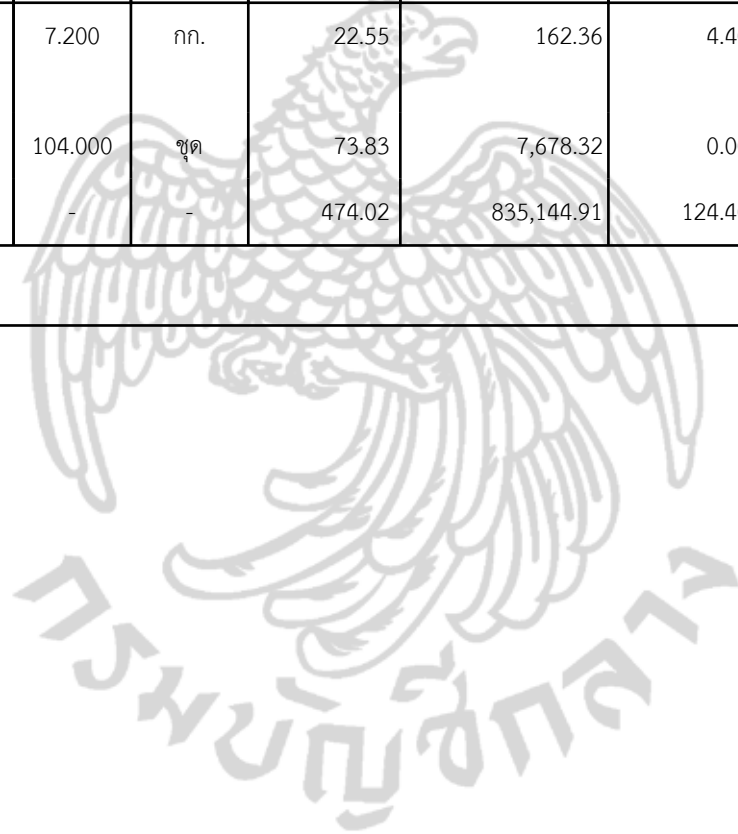 7.200 กก. 22.55 162.36 4.4
104.000 ชุด 73.83 7,678.32 0.0
- - 474.02 835,144.91 124.4
กรมบัญชีกลาง